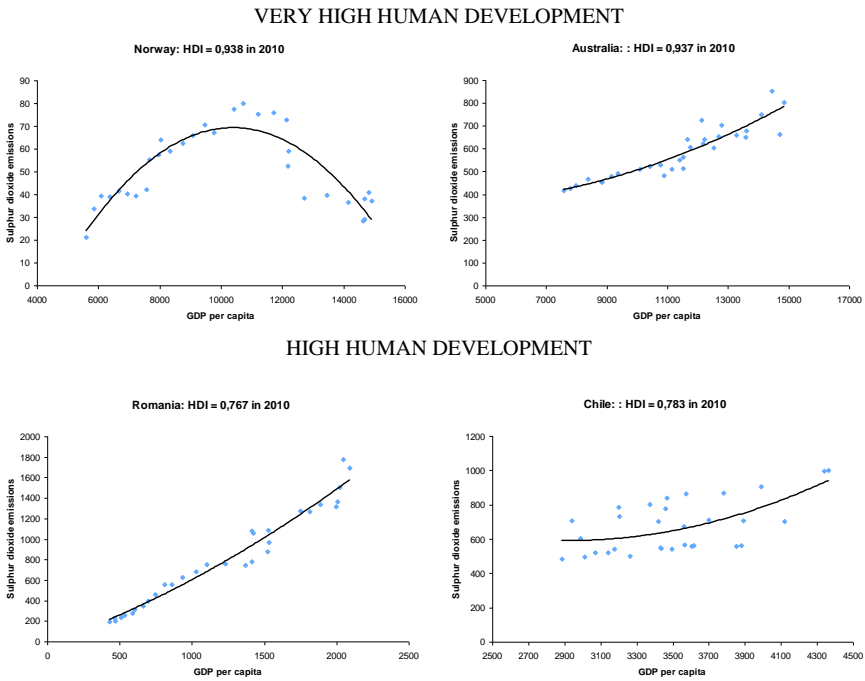 VERY HIGH HUMAN DEVELOPMENT
Norway: HDI = 0,938 in 2010
90
80
70
60
50
40
30
20
10
0
Sulphur dioxide emissions
4000 6000 8000 10000 12000 14000 16000
GDP per capita
Australia: : HDI = 0,937 in 2010
900
800
700
600
500
400
300
200
100
0
Sulphur dioxide emissions
5000 7000 9000 11000 13000 15000 17000
GDP per capita
HIGH HUMAN DEVELOPMENT
Romania: HDI = 0,767 in 2010
2000
1800
1600
1400
1200
1000
800
600
400
200
0
Sulphur dioxide emissions
0 500 1000 1500 2000 2500
GDP per capita
Chile: : HDI = 0,783 in 2010
1200
1000
800
600
400
200
0
Sulphur dioxide emissions
2500 2700 2900 3100 3300 3500 3700 3900 4100 4300 4500
GDP per capita